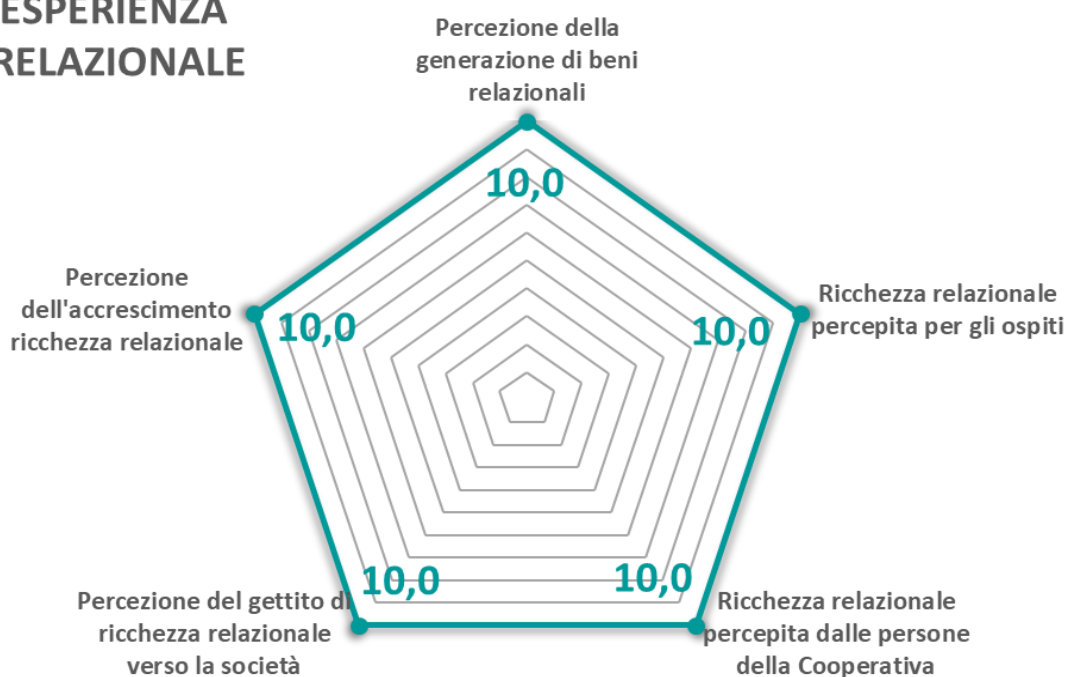 ESPERIENZA
RELAZIONALE
Percezione della
generazione di beni
relazionali
10,0
Percezione
dell'accrescimento
ricchezza relazionale
10,0
10,0
Ricchezza relazionale
percepita per gli ospiti
Percezione del gettito di
ricchezza relazionale
verso la società
10,0
10,0
Ricchezza relazionale
percepita dalle persone
della Cooperativa